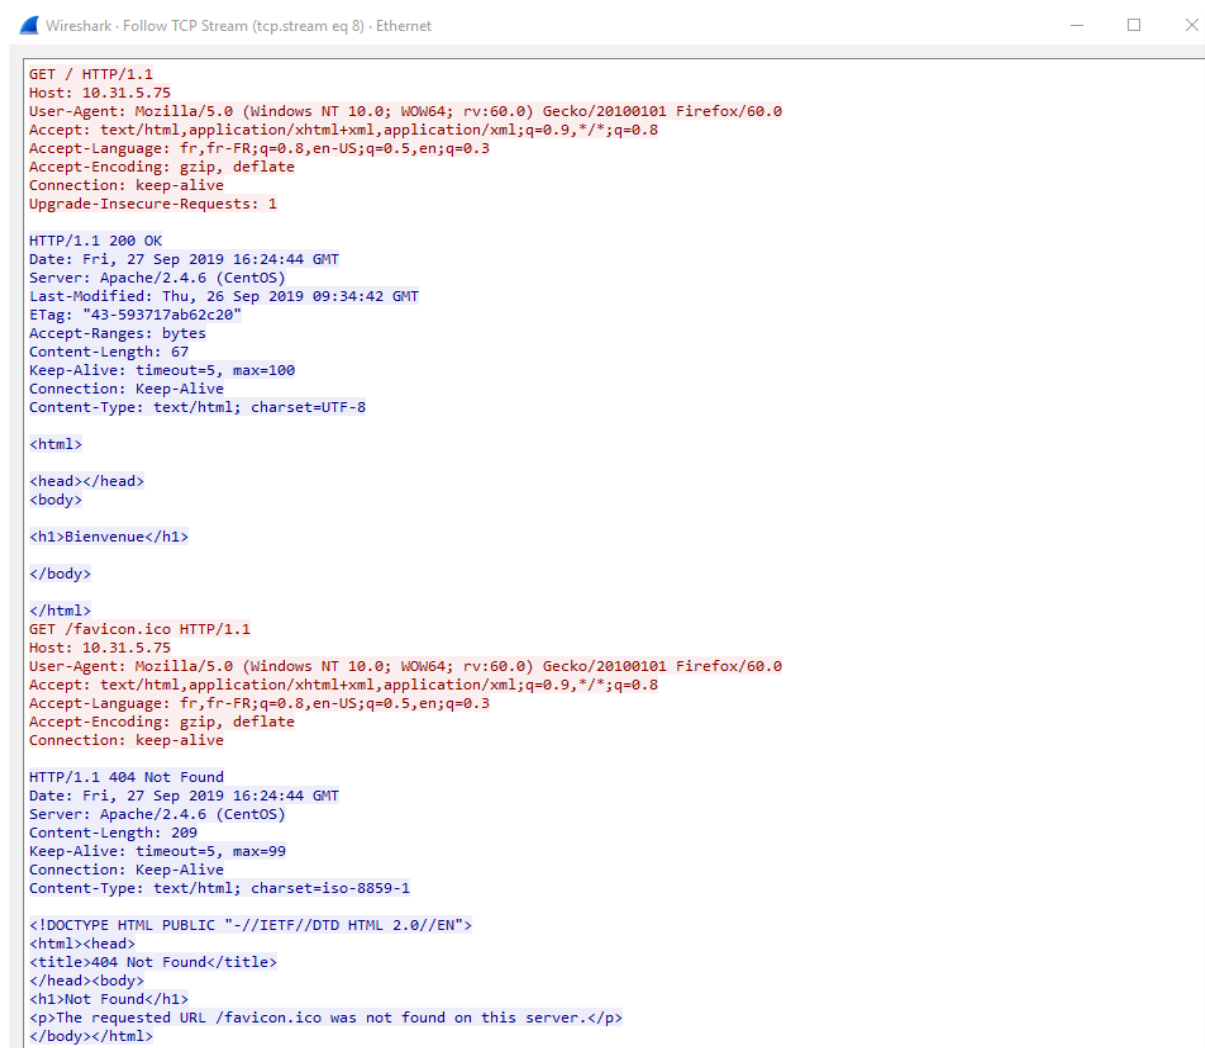 Wireshark · Follow TCP Stream (tcp.stream eq 8) · Ethernet
GET / HTTP/1.1
Host: 10.31.5.75
User-Agent: Mozilla/5.0 (Windows NT 10.0; WOW64; rv:60.0) Gecko/20100101 Firefox/60.0
Accept: text/html,application/xhtml+xml,application/xml;q=0.9,*/*;q=0.8
Accept-Language: fr,fr-FR;q=0.8,en-US;q=0.5,en;q=0.3
Accept-Encoding: gzip, deflate
Connection: keep-alive
Upgrade-Insecure-Requests: 1
HTTP/1.1 200 OK
Date: Fri, 27 Sep 2019 16:24:44 GMT
Server: Apache/2.4.6 (CentOS)
Last-Modified: Thu, 26 Sep 2019 09:34:42 GMT
ETag: "43-593717ab62c20"
Accept-Ranges: bytes
Content-Length: 67
Keep-Alive: timeout=5, max=100
Connection: Keep-Alive
Content-Type: text/html; charset=UTF-8
<html>
<head></head>
<body>
<h1>Bienvenue</h1>
</body>
</html>
GET /favicon.ico HTTP/1.1
Host: 10.31.5.75
User-Agent: Mozilla/5.0 (Windows NT 10.0; WOW64; rv:60.0) Gecko/20100101 Firefox/60.0
Accept: text/html,application/xhtml+xml,application/xml;q=0.9,*/*;q=0.8
Accept-Language: fr,fr-FR;q=0.8,en-US;q=0.5,en;q=0.3
Accept-Encoding: gzip, deflate
Connection: keep-alive
HTTP/1.1 404 Not Found
Date: Fri, 27 Sep 2019 16:24:44 GMT
Server: Apache/2.4.6 (CentOS)
Content-Length: 209
Keep-Alive: timeout=5, max=99
Connection: Keep-Alive
Content-Type: text/html; charset=iso-8859-1
<!DOCTYPE HTML PUBLIC "-//IETF//DTD HTML 2.0//EN">
<html><head>
<title>404 Not Found</title>
</head><body>
<h1>Not Found</h1>
<p>The requested URL /favicon.ico was not found on this server.</p>
</body></html>